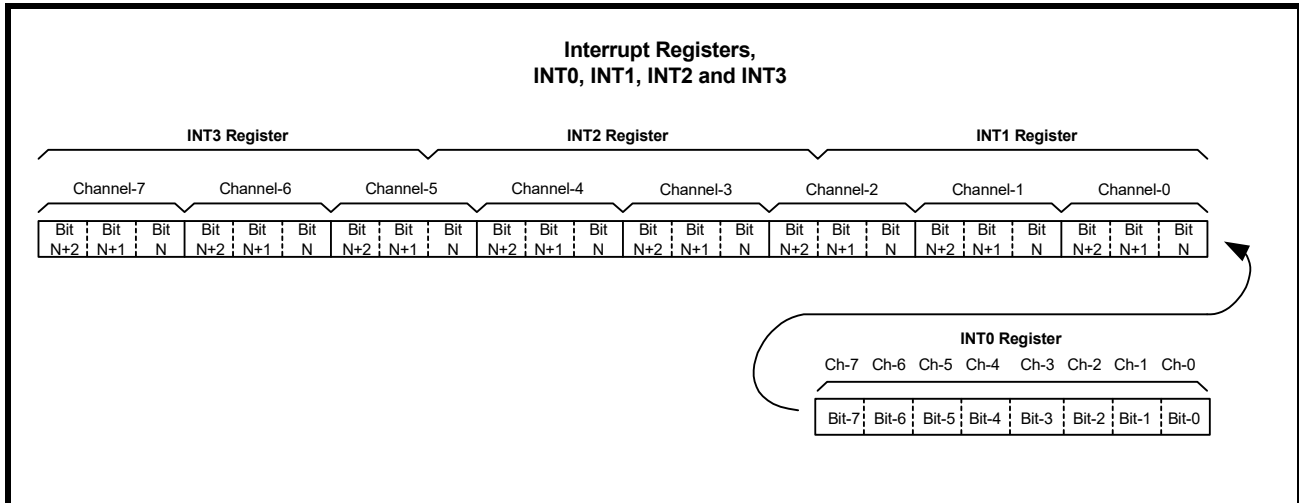 Interrupt Registers,
INT0, INT1, INT2 and INT3
INT3 Register INT2 Register INT1 Register
Channel-7 Channel-6 Channel-5 Channel-4 Channel-3 Channel-2 Channel-1 Channel-0
Bit Bit Bit Bit Bit Bit Bit Bit Bit Bit Bit Bit Bit Bit Bit Bit Bit Bit Bit Bit Bit Bit Bit Bit
N+2 N+1 N N+2 N+1 N N+2 N+1 N N+2 N+1 N N+2 N+1 N N+2 N+1 N N+2 N+1 N N+2 N+1 N
INT0 Register
Ch-7 Ch-6 Ch-5 Ch-4 Ch-3 Ch-2 Ch-1 Ch-0
Bit-7 Bit-6 Bit-5 Bit-4 Bit-3 Bit-2 Bit-1 Bit-0